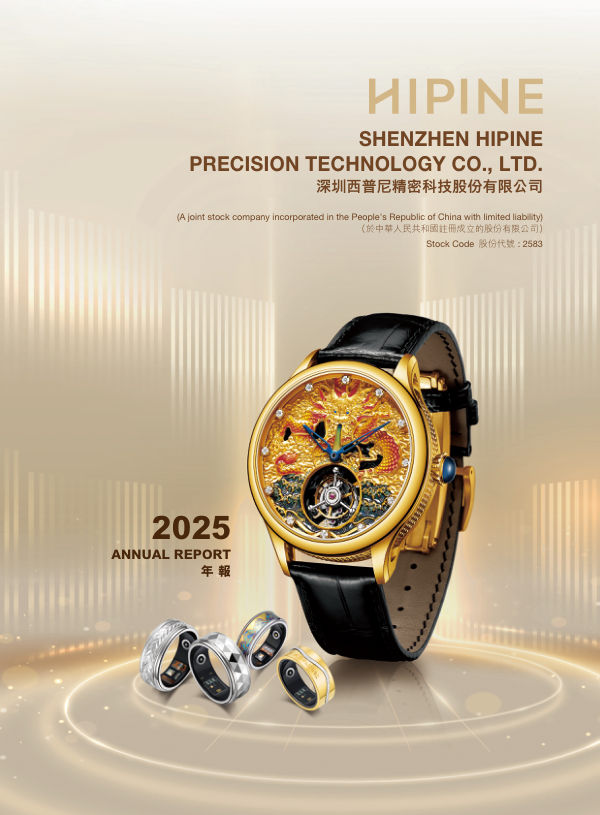 HIPINE
SHENZHEN HIPINE
PRECISION TECHNOLOGY CO., LTD.
深圳西普尼精密科技股份有限公司
(A joint stock company incorporated in the People's Republic of China with limited liability)
（於中華人民共和國註冊成立的股份有限公司）
Stock Code 股份代號 : 2583
2025
ANNUAL REPORT
年報